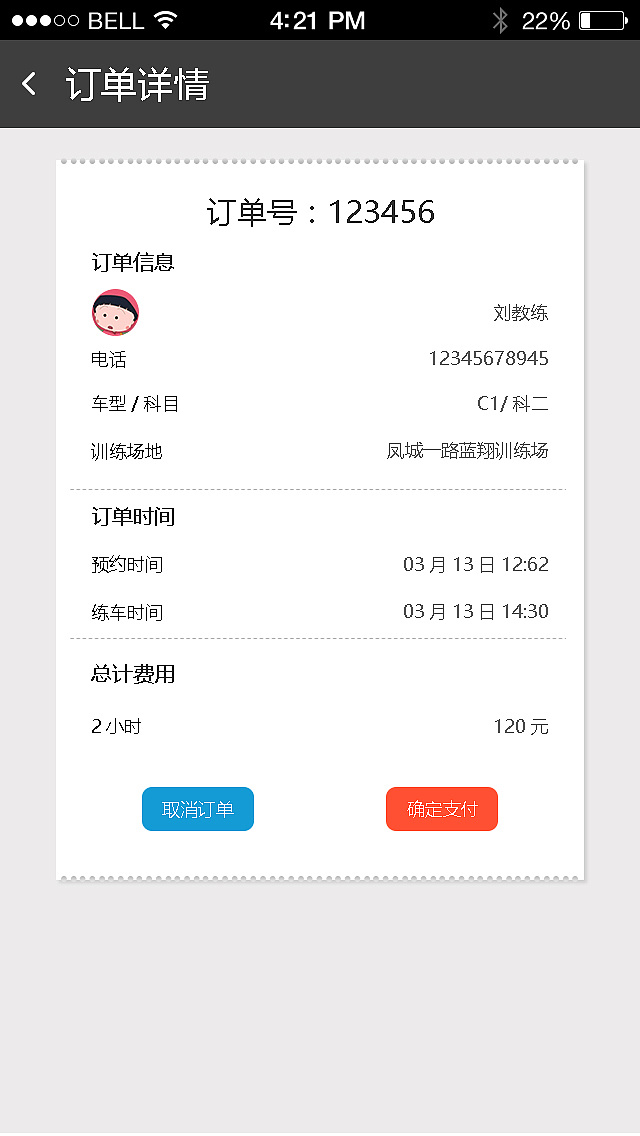 BELL 4:21 PM 22%
订单详情
订单号：123456
订单信息
刘教练
电话 12345678945
车型 / 科目 C1/ 科二
训练场地 凤城一路蓝翔训练场
订单时间
预约时间 03 月 13 日 12:62
练车时间 03 月 13 日 14:30
总计费用
2 小时 120 元
取消订单 确定支付